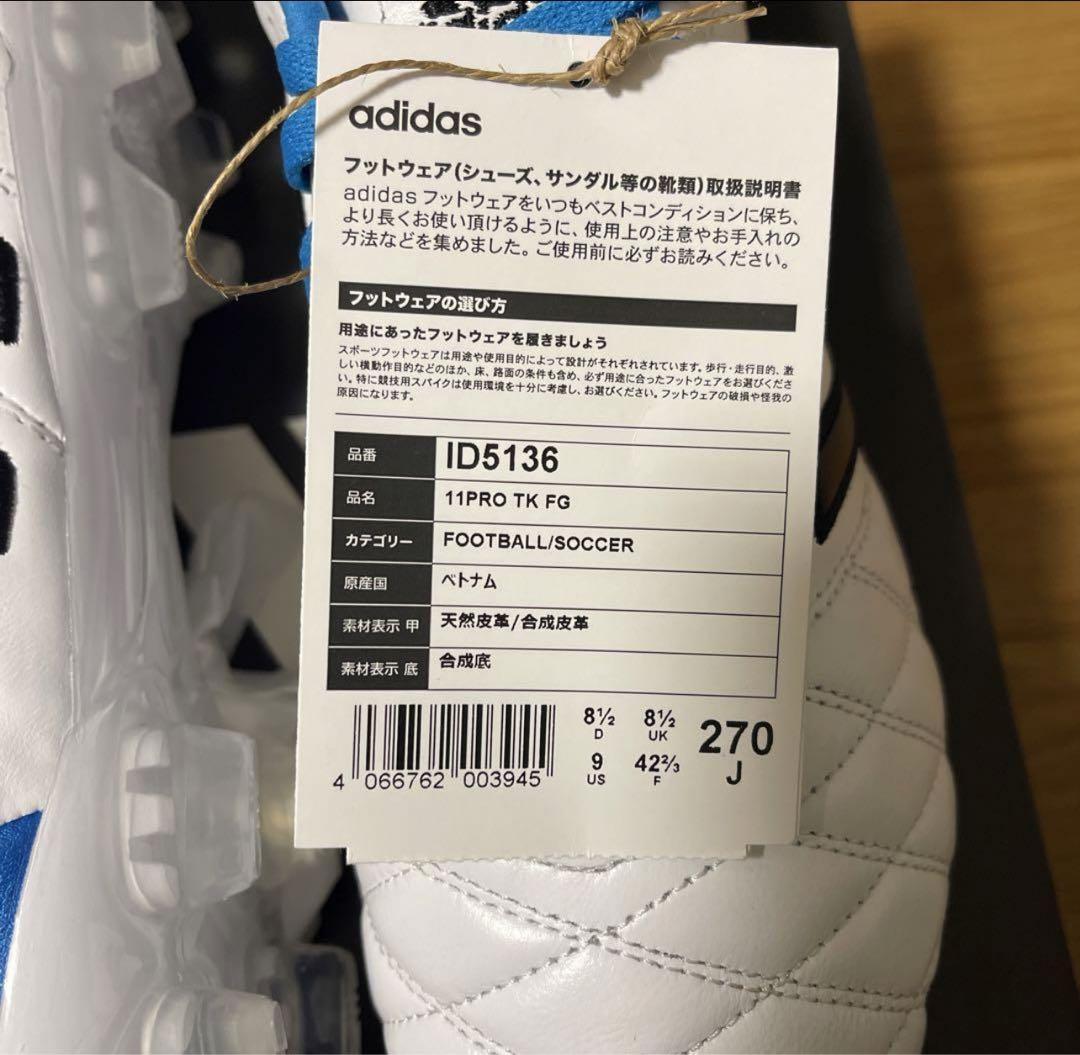 adidas
フットウェア(シューズ、サンダル等の靴類)取扱説明書
adidasフットウェアをいつもベストコンディションに保ち、
より長くお使い頂けるように、使用上の注意やお手入れの
方法などを集めました。ご使用前に必ずお読みください。
フットウェアの選び方
用途にあったフットウェアを履きましょう
スポーツフットウェアは用途や使用目的によって設計がそれぞれされています。歩行・走行目的、激
しい横動作目的などのほか、床、路面の条件も含め、必ず用途に合ったフットウェアをお選びくださ
い。特に競技用スパイクは使用環境を十分に考慮し、お選びください。フットウェアの破損や怪我の
原因になります。
品番 ID5136
品名 11PRO TK FG
カテゴリー FOOTBALL/SOCCER
原産国 ベトナム
素材表示 甲 天然皮革/合成皮革
素材表示 底 合成底
8½ 8½ 270
D UK
9 42⅔ J
US F
4 066762 003945